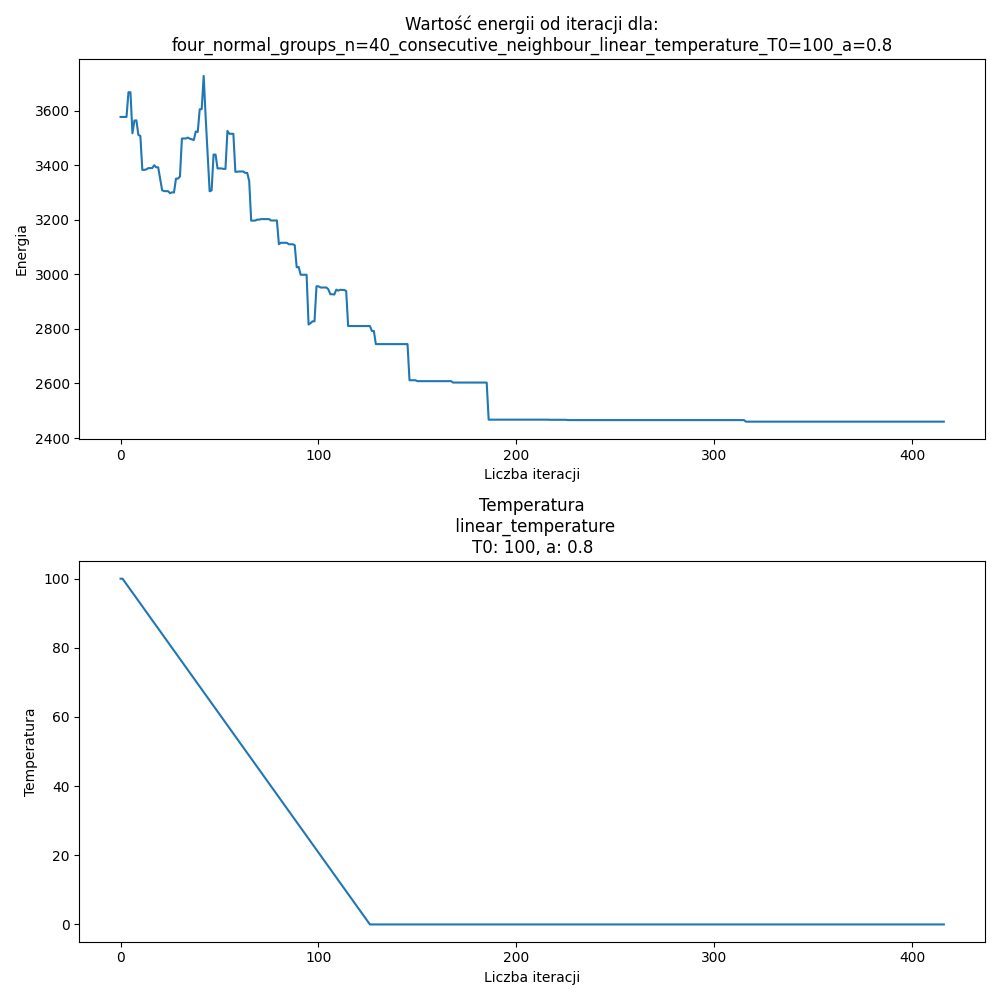 Wartość energii od iteracji dla:
four_normal_groups_n=40_consecutive_neighbour_linear_temperature_T0=100_a=0.8
3600
3400
3200
3000
2800
2600
2400
Energia
0 100 200 300 400
Liczba iteracji
Temperatura
linear_temperature
T0: 100, a: 0.8
100
80
60
40
20
0
Temperatura
0 100 200 300 400
Liczba iteracji